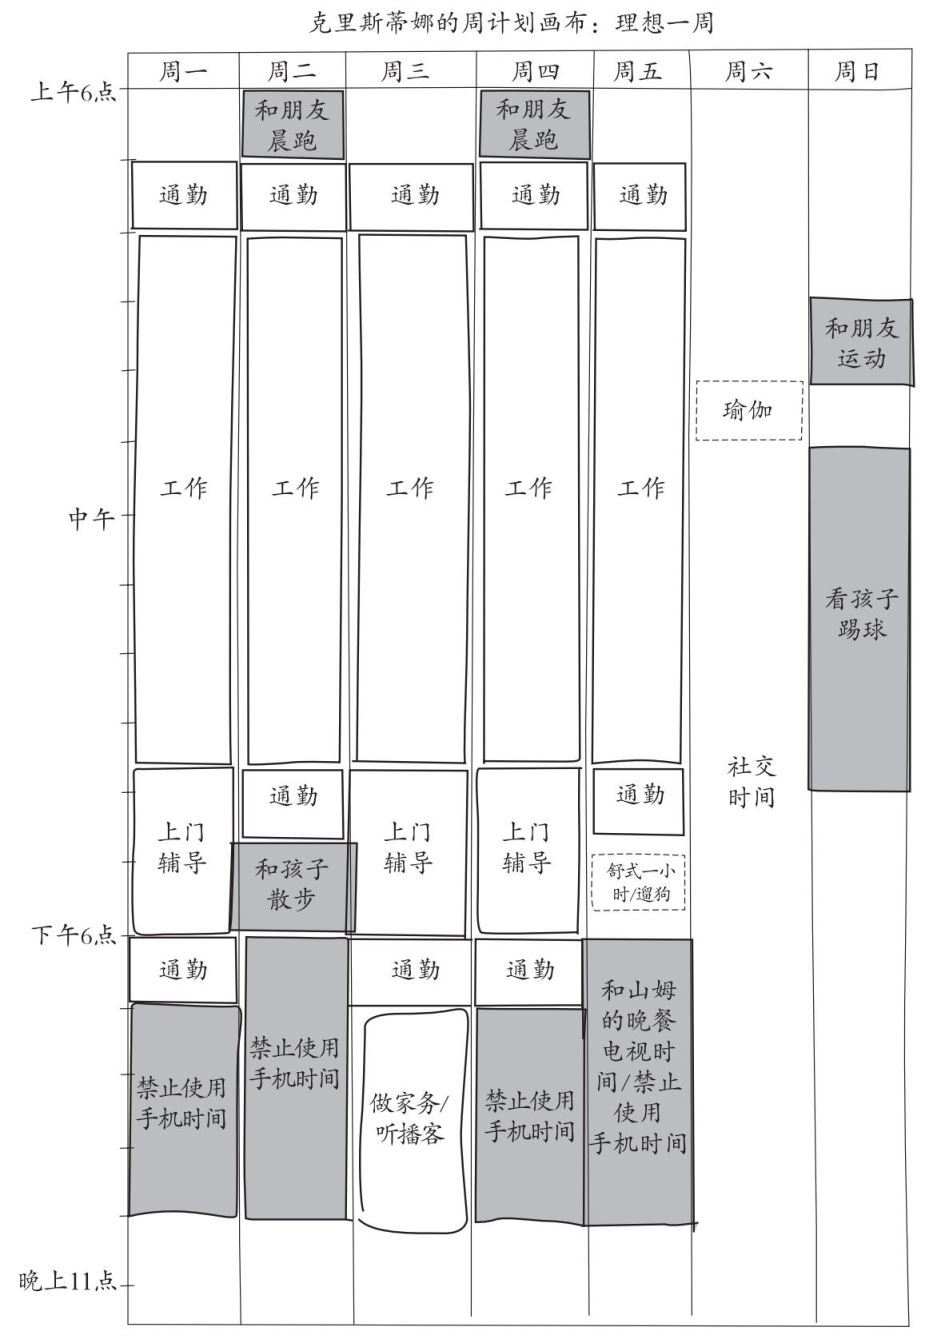 克里斯蒂娜的周计划画布：理想一周
周一
周二
周三
周四
周五
周六
周日
上午6点
中午
下午6点
晚上11点
通勤
工作
上门
辅导
通勤
禁止使用
手机时间
和朋友
晨跑
通勤
工作
通勤
和孩子
散步
禁止使用
手机时间
通勤
工作
上门
辅导
通勤
做家务/
听播客
和朋友
晨跑
通勤
工作
上门
辅导
通勤
禁止使用
手机时间
通勤
工作
通勤
舒式一小
时/遛狗
和山姆
的晚餐
电视时
间/禁止
使用
手机时间
瑜伽
社交
时间
和朋友
运动
看孩子
踢球